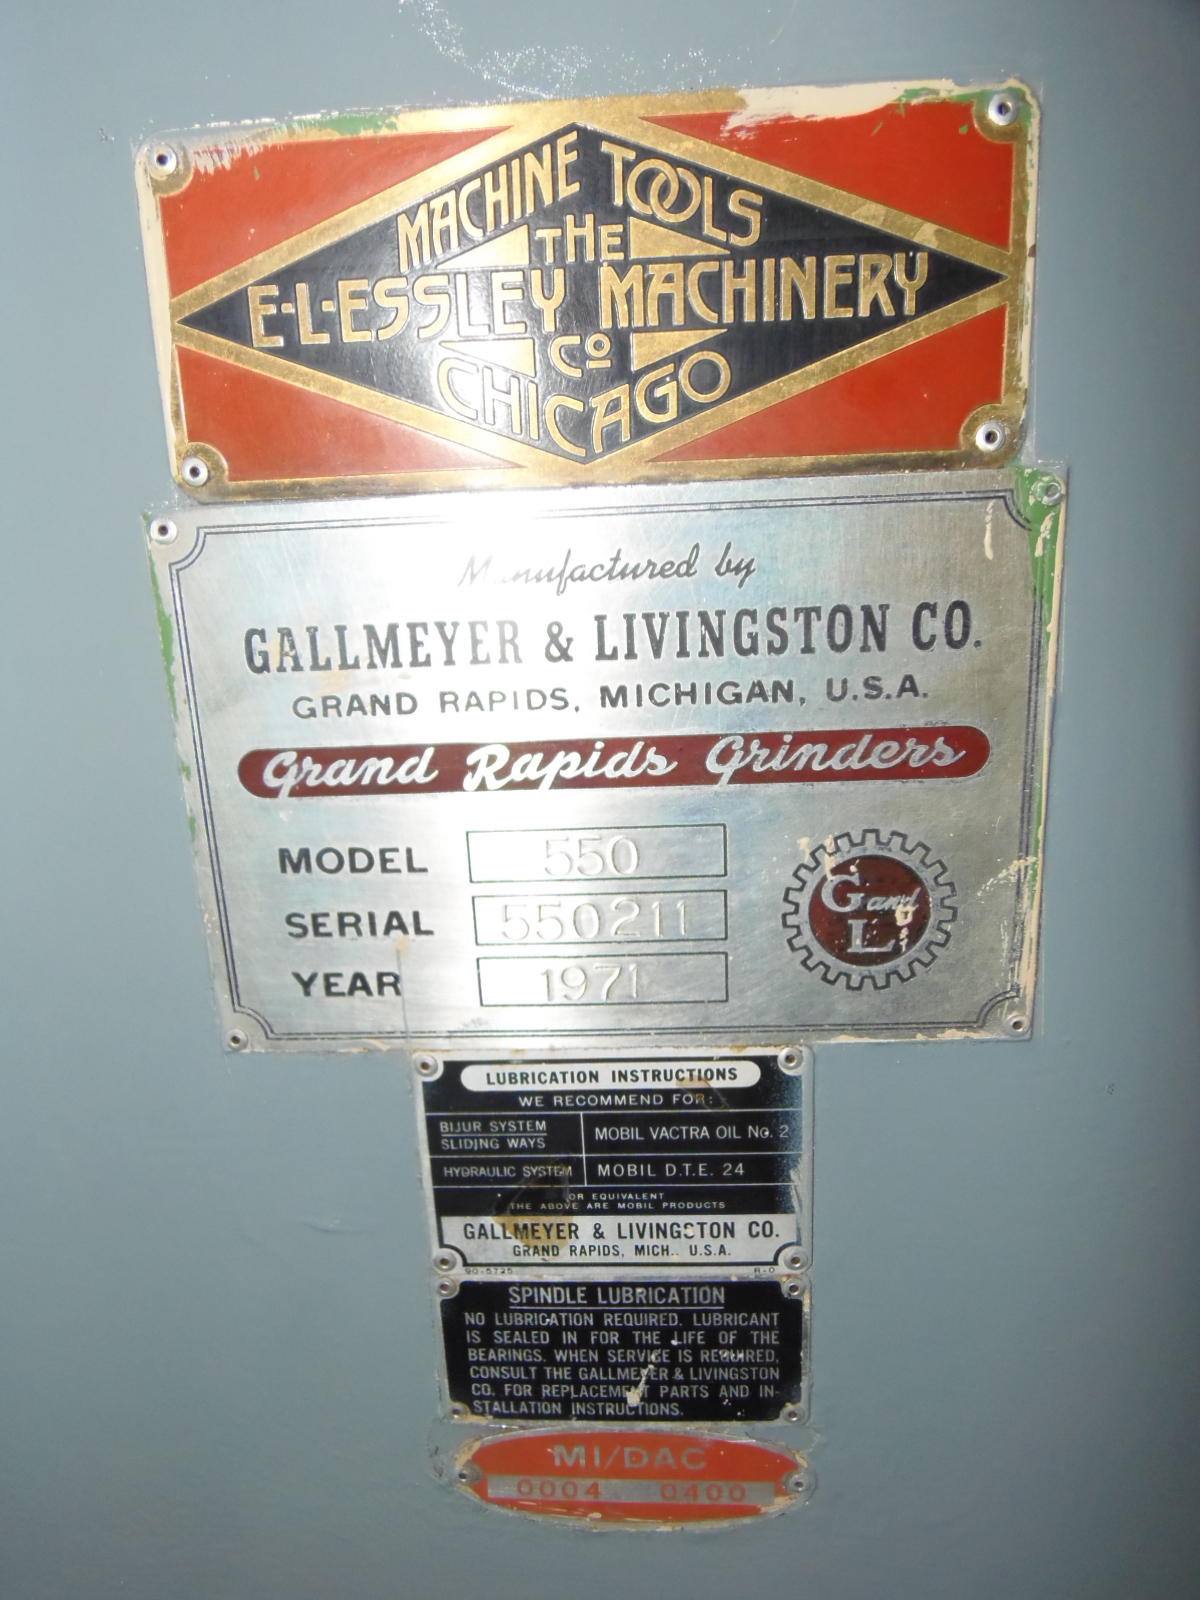 MACHINE TOOLS
THE
E-L-ESSLEY MACHINERY
Co
CHICAGO
Manufactured by
GALLMEYER & LIVINGSTON CO.
GRAND RAPIDS, MICHIGAN, U.S.A.
Grand Rapids Grinders
MODEL 550
SERIAL 550211
YEAR 1971
G and L
LUBRICATION INSTRUCTIONS
WE RECOMMEND FOR:
BIJUR SYSTEM
SLIDING WAYS
MOBIL VACTRA OIL No. 2
HYDRAULIC SYSTEM MOBIL D.T.E. 24
OR EQUIVALENT
THE ABOVE ARE MOBIL PRODUCTS
GALLMEYER & LIVINGSTON CO.
GRAND RAPIDS, MICH.. U.S.A.
90-5725 R-0
SPINDLE LUBRICATION
NO LUBRICATION REQUIRED. LUBRICANT
IS SEALED IN FOR THE LIFE OF THE
BEARINGS. WHEN SERVICE IS REQUIRED,
CONSULT THE GALLMEYER & LIVINGSTON
CO. FOR REPLACEMENT PARTS AND IN-
STALLATION INSTRUCTIONS.
MI/DAC
0004 0400